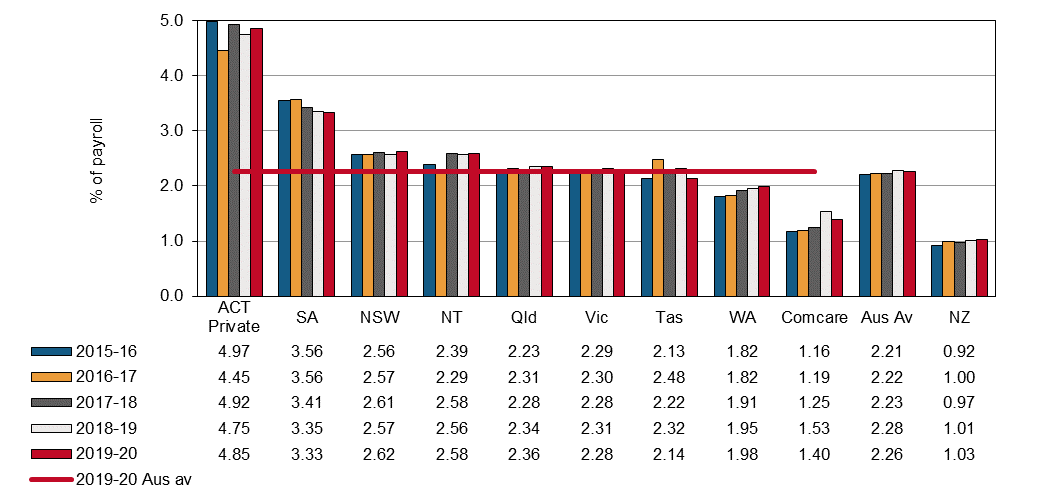 5.0
4.0
3.0
2.0
1.0
0.0
% of payroll
ACT Private SA NSW NT Qld Vic Tas WA Comcare Aus Av NZ
2015-16 4.97 3.56 2.56 2.39 2.23 2.29 2.13 1.82 1.16 2.21 0.92
2016-17 4.45 3.56 2.57 2.29 2.31 2.30 2.48 1.82 1.19 2.22 1.00
2017-18 4.92 3.41 2.61 2.58 2.28 2.28 2.22 1.91 1.25 2.23 0.97
2018-19 4.75 3.35 2.57 2.56 2.34 2.31 2.32 1.95 1.53 2.28 1.01
2019-20 4.85 3.33 2.62 2.58 2.36 2.28 2.14 1.98 1.40 2.26 1.03
2019-20 Aus av